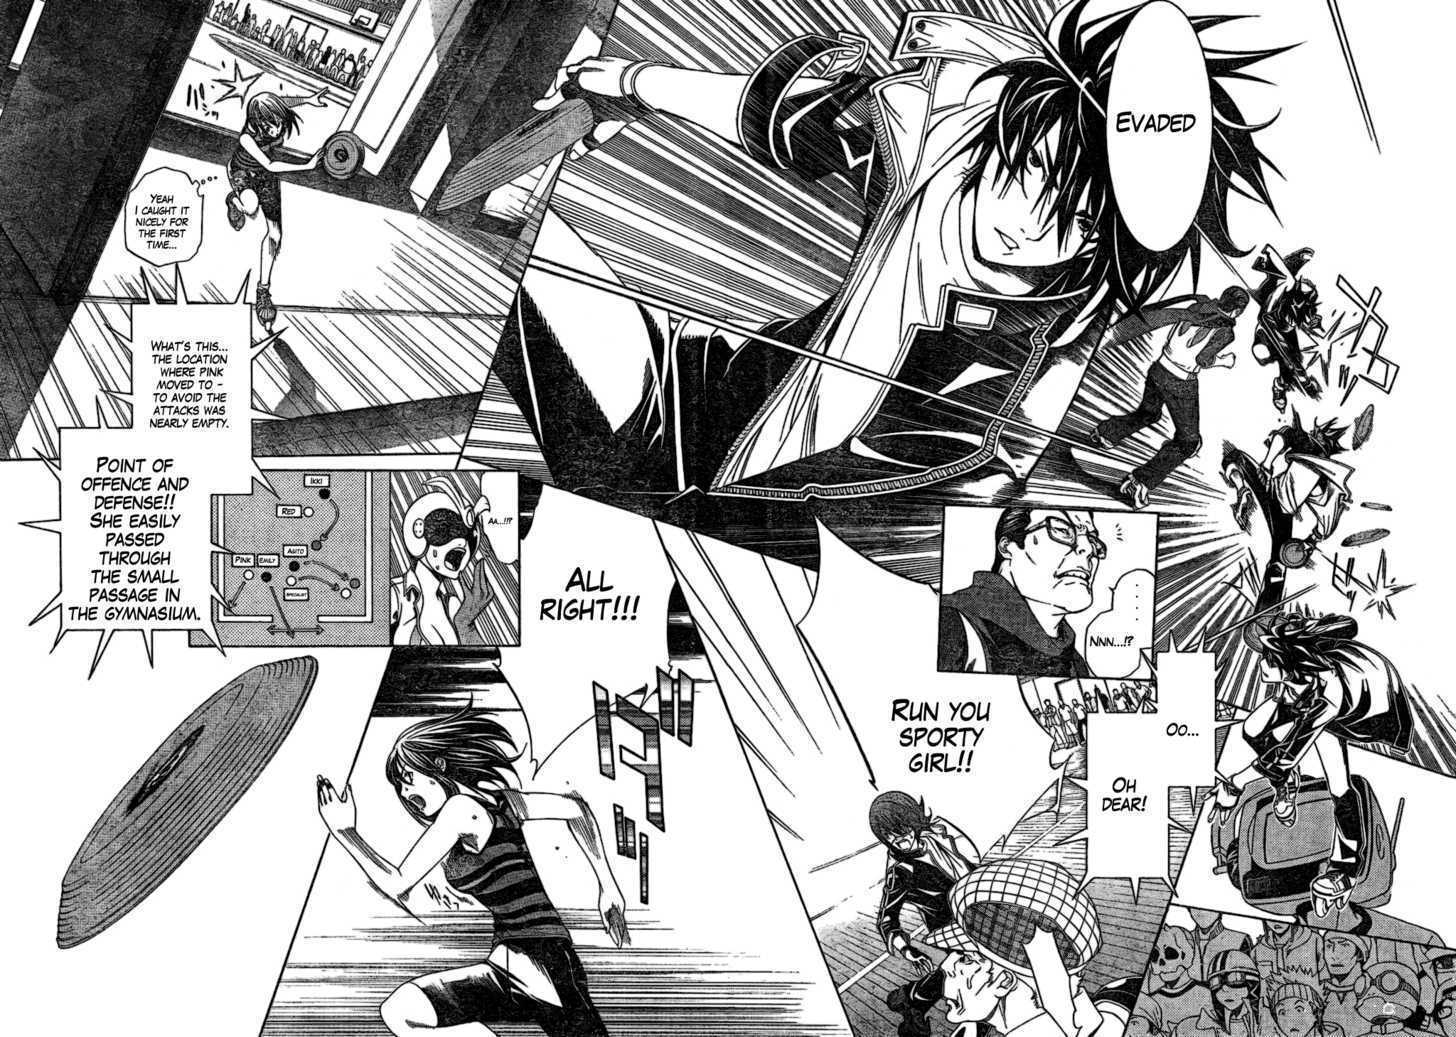 EVADED
NNN...!?
OO...
OH
DEAR!
RUN YOU
SPORTY
GIRL!!
YEAH
I CAUGHT IT
NICELY FOR
THE FIRST
TIME...
WHAT'S THIS...
THE LOCATION
WHERE PINK
MOVED TO -
TO AVOID THE
ATTACKS WAS
NEARLY EMPTY.
POINT OF
OFFENCE AND
DEFENSE!!
SHE EASILY
PASSED
THROUGH
THE SMALL
PASSAGE IN
THE GYMNASIUM.
IKKI
RED
AGITO
PINK
EMILY
SPECIALIST
AA...!!?
ALL
RIGHT!!!